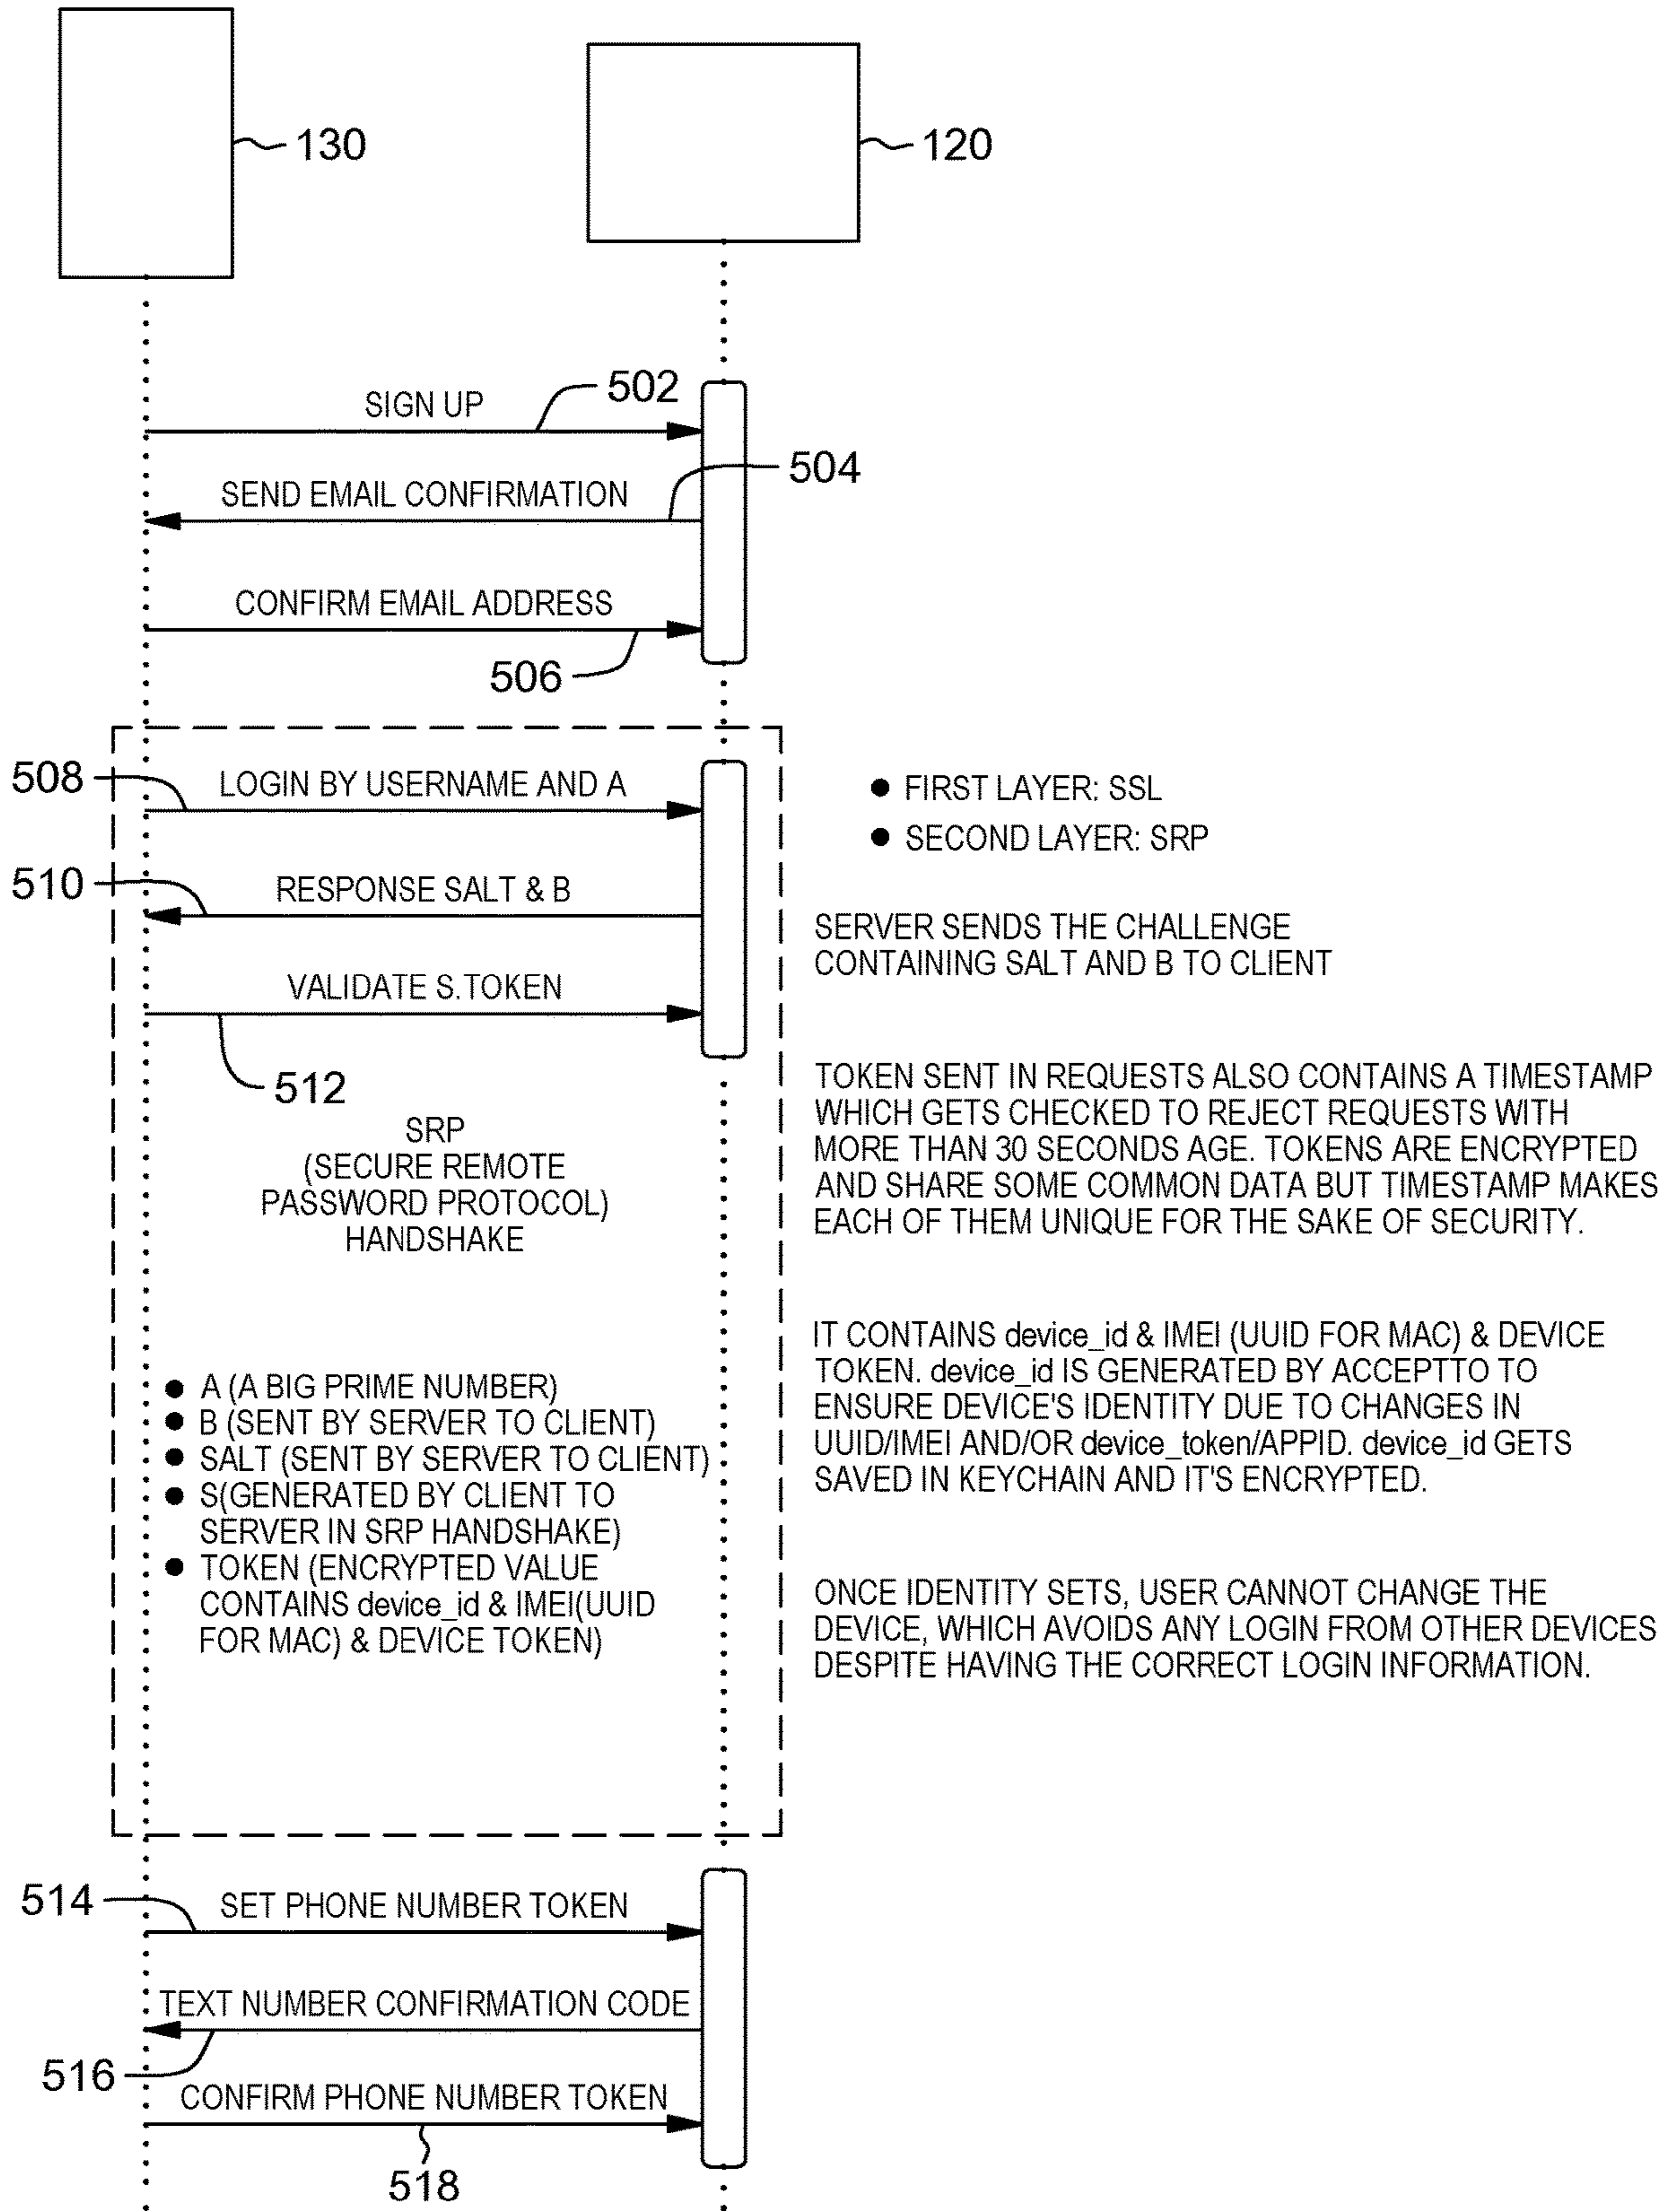 130
120
502
SIGN UP
504
SEND EMAIL CONFIRMATION
CONFIRM EMAIL ADDRESS
506
508
LOGIN BY USERNAME AND A
510
RESPONSE SALT & B
VALIDATE S.TOKEN
512
SRP
(SECURE REMOTE
PASSWORD PROTOCOL)
HANDSHAKE
● A (A BIG PRIME NUMBER)
● B (SENT BY SERVER TO CLIENT)
● SALT (SENT BY SERVER TO CLIENT)
● S(GENERATED BY CLIENT TO
SERVER IN SRP HANDSHAKE)
● TOKEN (ENCRYPTED VALUE
CONTAINS device_id & IMEI(UUID
FOR MAC) & DEVICE TOKEN)
● FIRST LAYER: SSL
● SECOND LAYER: SRP
SERVER SENDS THE CHALLENGE
CONTAINING SALT AND B TO CLIENT
TOKEN SENT IN REQUESTS ALSO CONTAINS A TIMESTAMP
WHICH GETS CHECKED TO REJECT REQUESTS WITH
MORE THAN 30 SECONDS AGE. TOKENS ARE ENCRYPTED
AND SHARE SOME COMMON DATA BUT TIMESTAMP MAKES
EACH OF THEM UNIQUE FOR THE SAKE OF SECURITY.
IT CONTAINS device_id & IMEI (UUID FOR MAC) & DEVICE
TOKEN. device_id IS GENERATED BY ACCEPTTO TO
ENSURE DEVICE'S IDENTITY DUE TO CHANGES IN
UUID/IMEI AND/OR device_token/APPID. device_id GETS
SAVED IN KEYCHAIN AND IT'S ENCRYPTED.
ONCE IDENTITY SETS, USER CANNOT CHANGE THE
DEVICE, WHICH AVOIDS ANY LOGIN FROM OTHER DEVICES
DESPITE HAVING THE CORRECT LOGIN INFORMATION.
514
SET PHONE NUMBER TOKEN
TEXT NUMBER CONFIRMATION CODE
516
CONFIRM PHONE NUMBER TOKEN
518